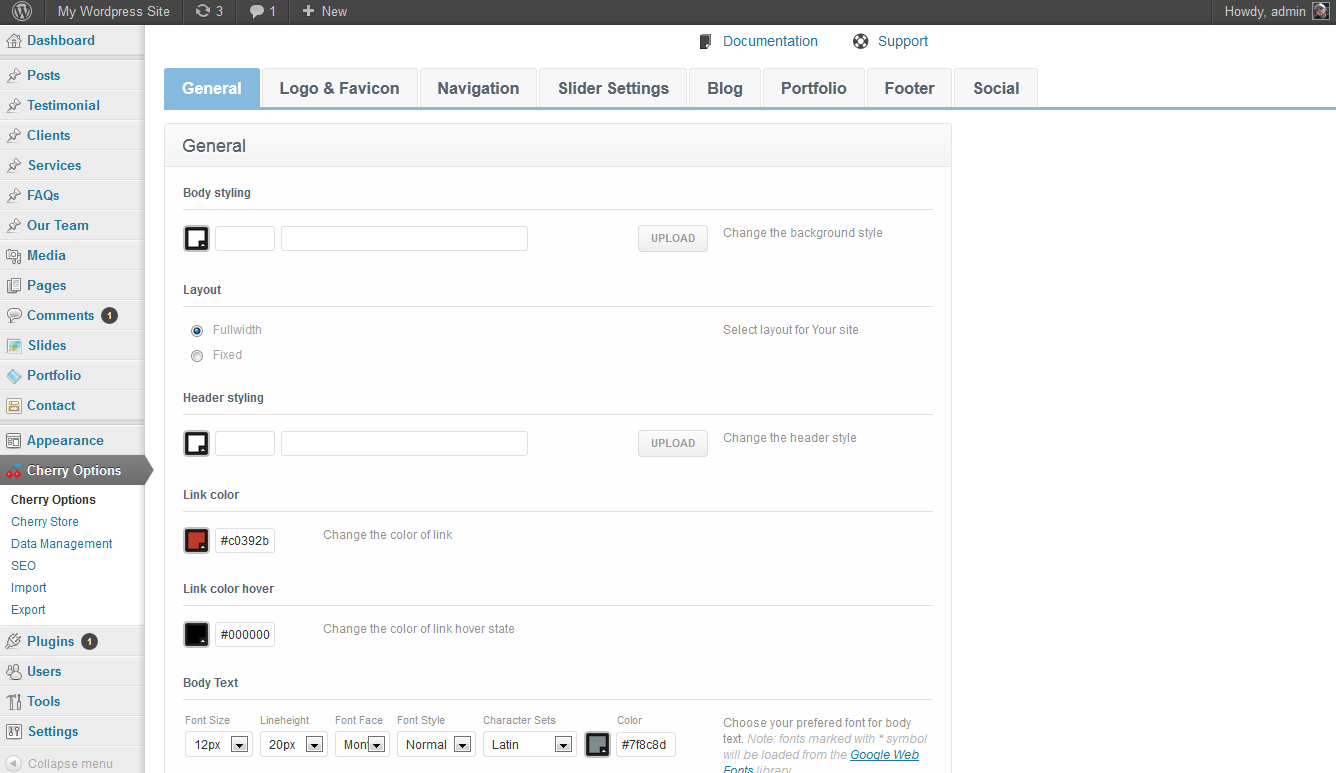 My Wordpress Site 3 1 + New Howdy, admin
Dashboard
Posts
Testimonial
Clients
Services
FAQs
Our Team
Media
Pages
Comments 1
Slides
Portfolio
Contact
Appearance
Cherry Options
Cherry Options
Cherry Store
Data Management
SEO
Import
Export
Plugins 1
Users
Tools
Settings
Collapse menu
Documentation Support
General Logo & Favicon Navigation Slider Settings Blog Portfolio Footer Social
General
Body styling
UPLOAD Change the background style
Layout
Fullwidth Select layout for Your site
Fixed
Header styling
UPLOAD Change the header style
Link color
#c0392b Change the color of link
Link color hover
#000000 Change the color of link hover state
Body Text
Font Size Lineheight Font Face Font Style Character Sets Color
12px 20px Mont Normal Latin #7f8c8d
Choose your prefered font for body
text. Note: fonts marked with * symbol
will be loaded from the Google Web
Fonts library.